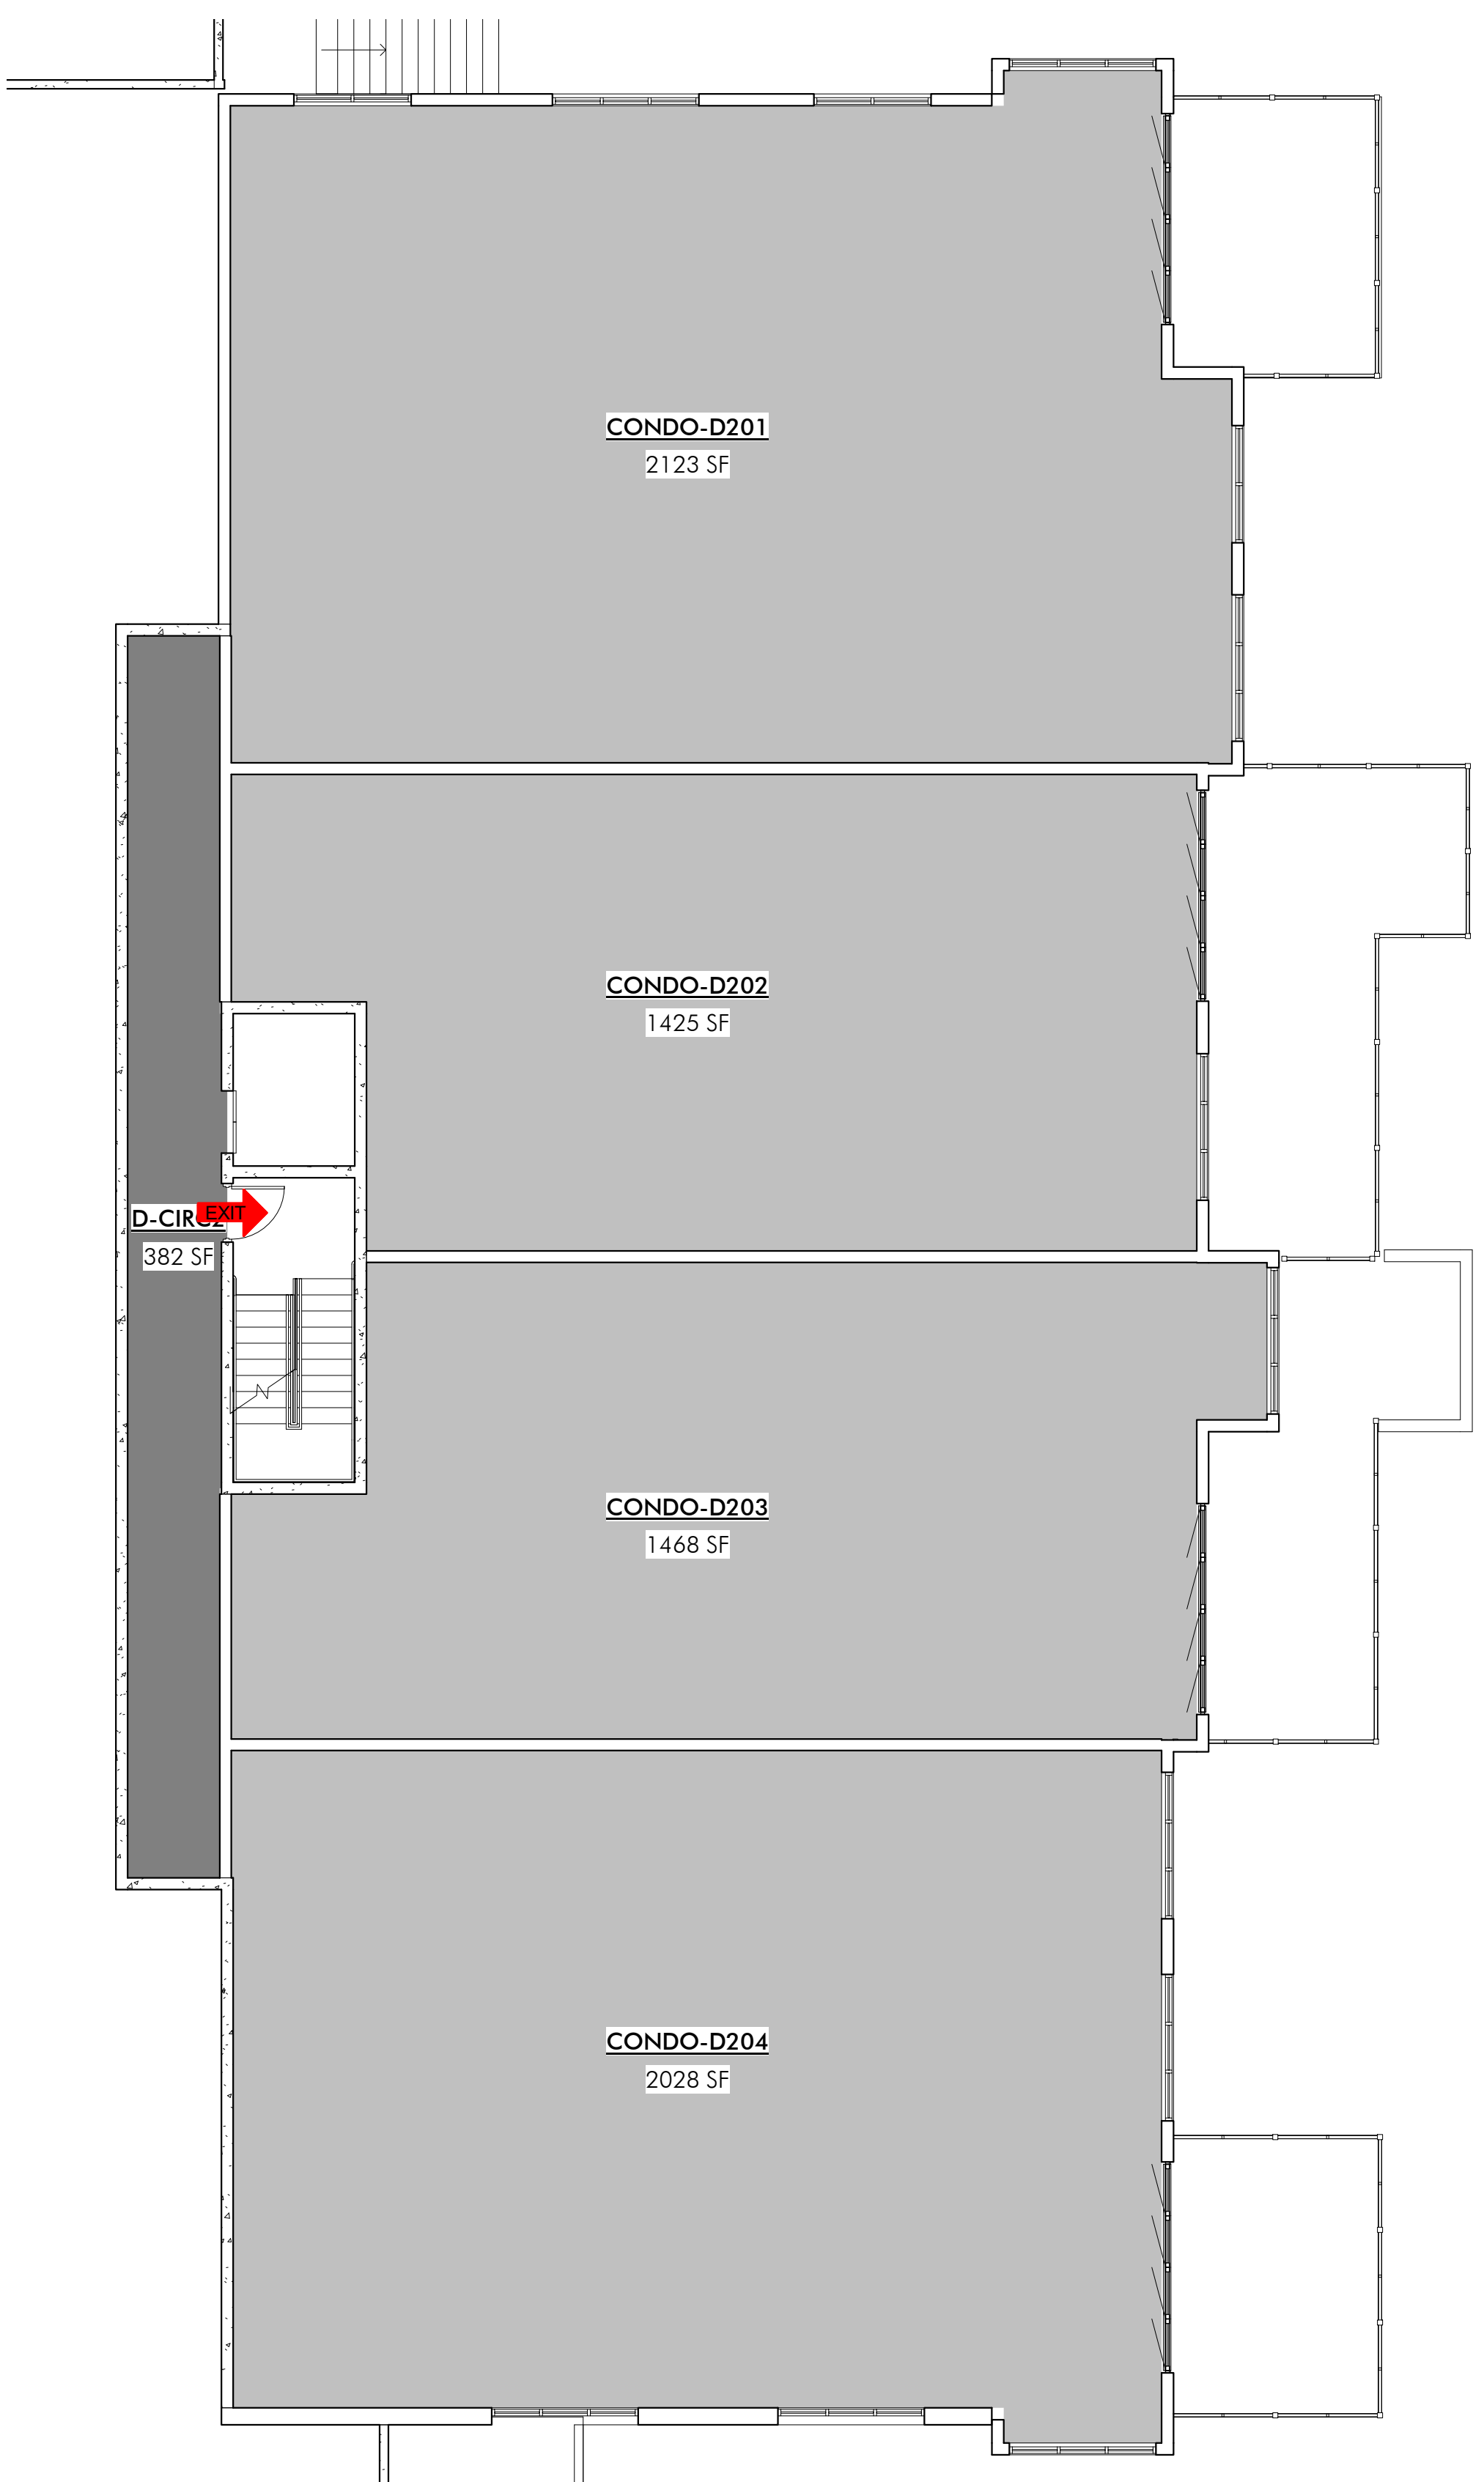 CONDO-D201
2123 SF
CONDO-D202
1425 SF
D-CIRC2
EXIT
382 SF
CONDO-D203
1468 SF
CONDO-D204
2028 SF